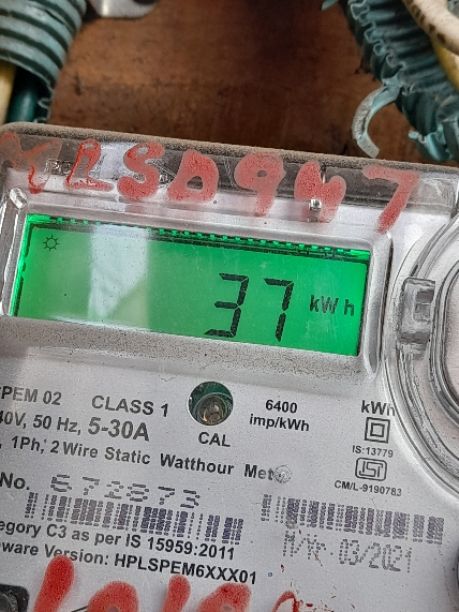 37 kWh
PEM 02 CLASS 1 6400 imp/kWh kWh
40V, 50 Hz, 5-30A CAL IS:13779
1Ph, 2 Wire Static Watthour Met
CM/L-9190783
No. 672873
egory C3 as per IS 15959:2011
03/2021
ware Version: HPLSPEM6XXX01